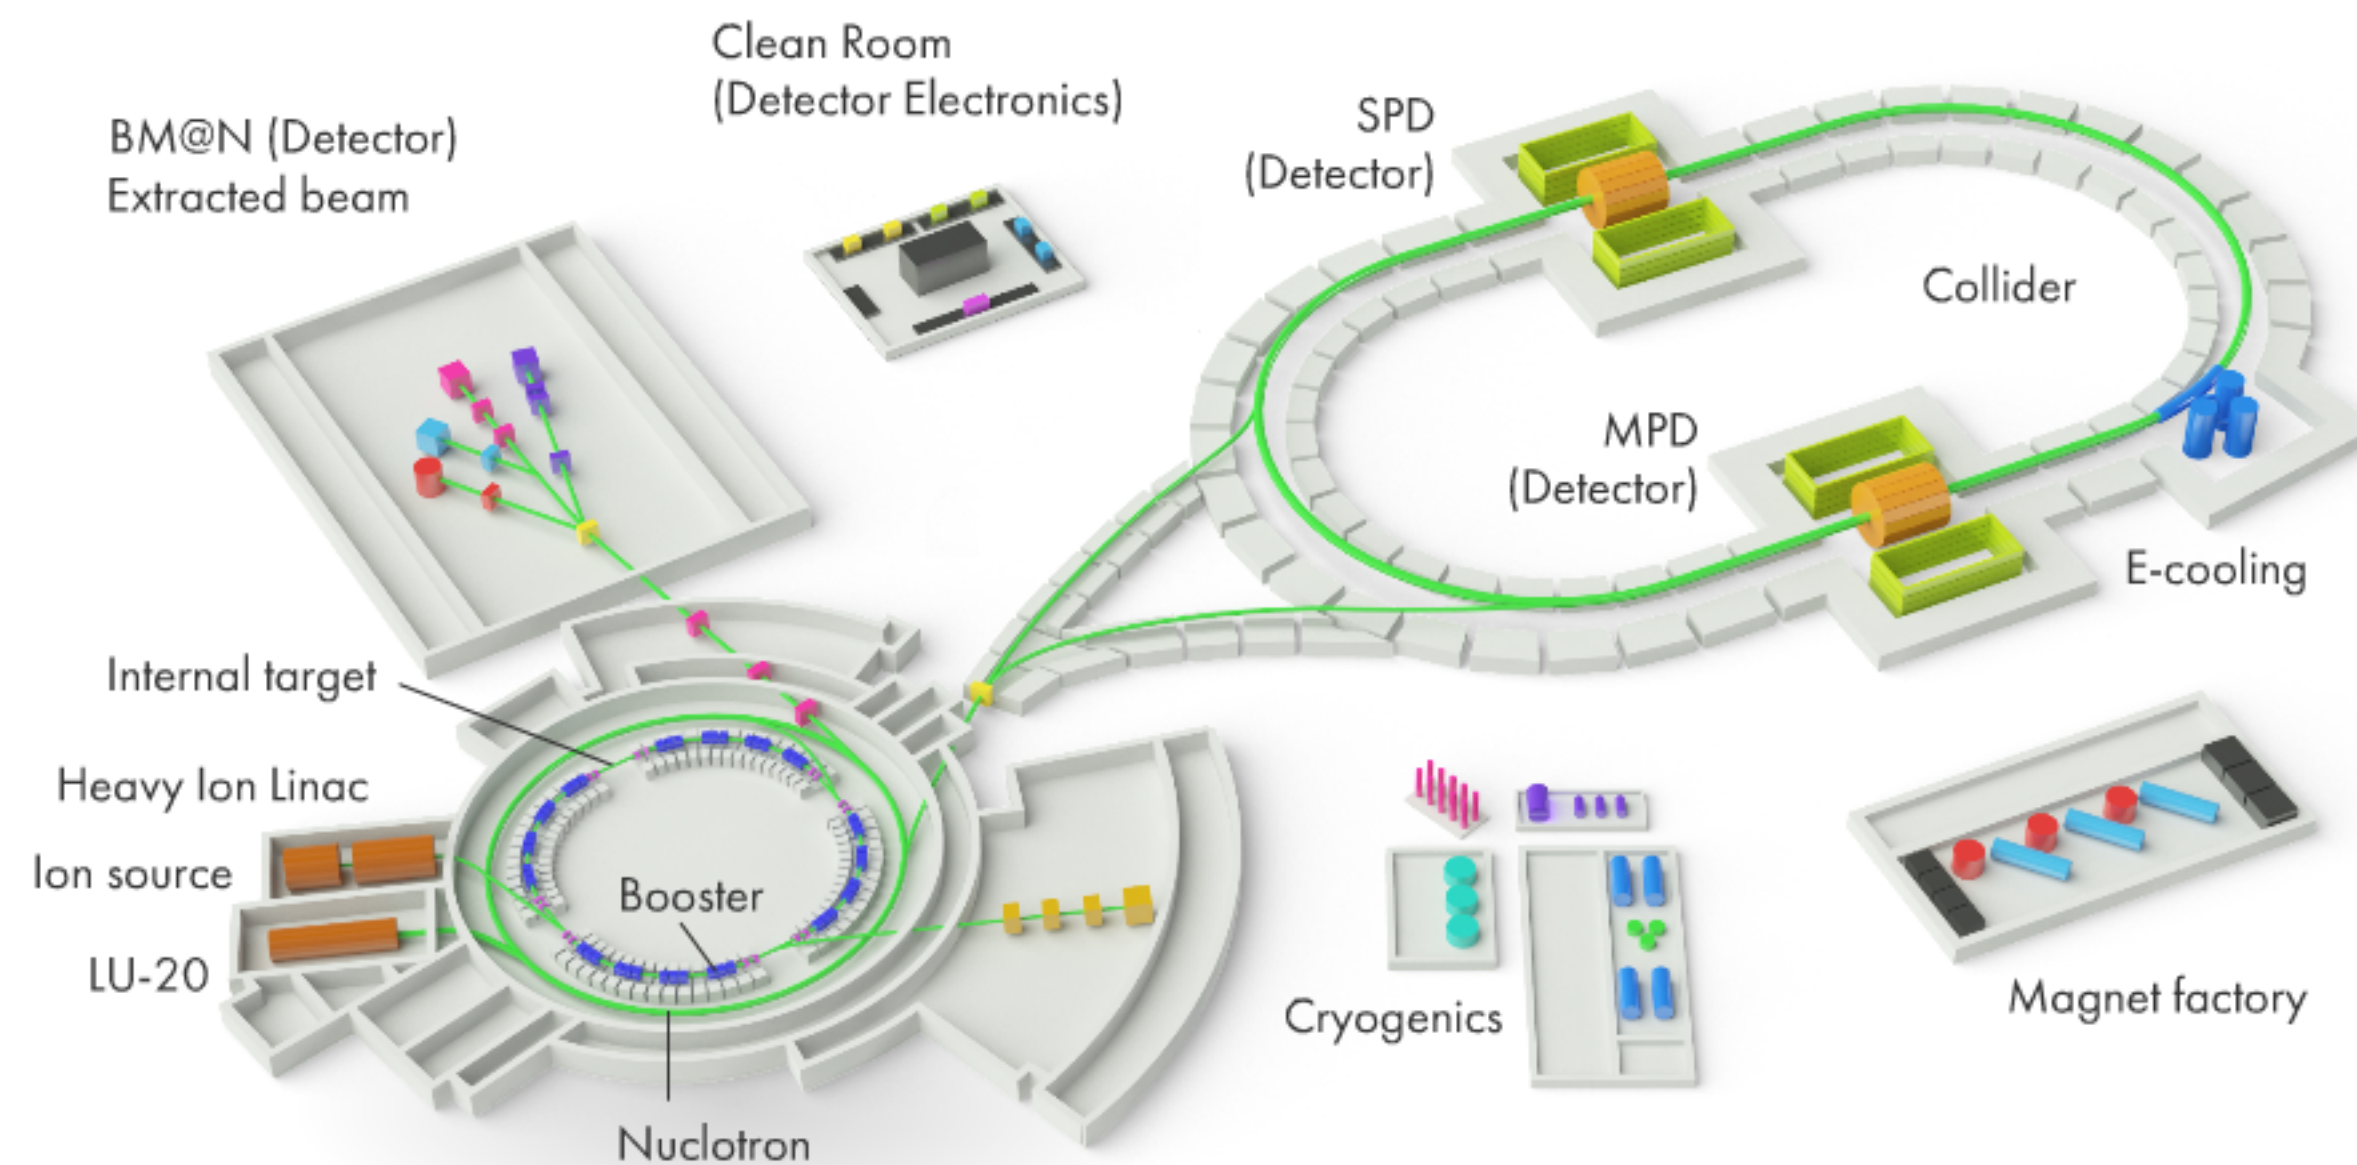 Clean Room
(Detector Electronics)
BM@N (Detector)
Extracted beam
SPD
(Detector)
Collider
MPD
(Detector)
E-cooling
Internal target
Heavy Ion Linac
Ion source
Booster
LU-20
Cryogenics
Magnet factory
Nuclotron